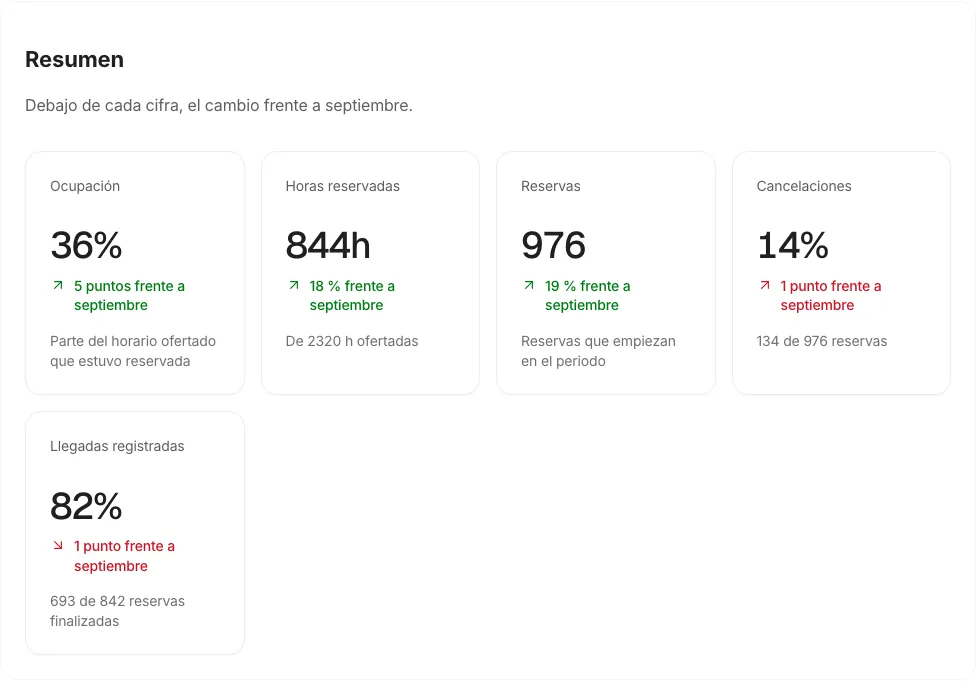 Resumen
Debajo de cada cifra, el cambio frente a septiembre.
Ocupación
36%
5 puntos frente a
septiembre
Parte del horario ofertado
que estuvo reservada
Horas reservadas
844h
18 % frente a
septiembre
De 2320 h ofertadas
Reservas
976
19 % frente a
septiembre
Reservas que empiezan
en el periodo
Cancelaciones
14%
1 punto frente a
septiembre
134 de 976 reservas
Llegadas registradas
82%
1 punto frente a
septiembre
693 de 842 reservas
finalizadas